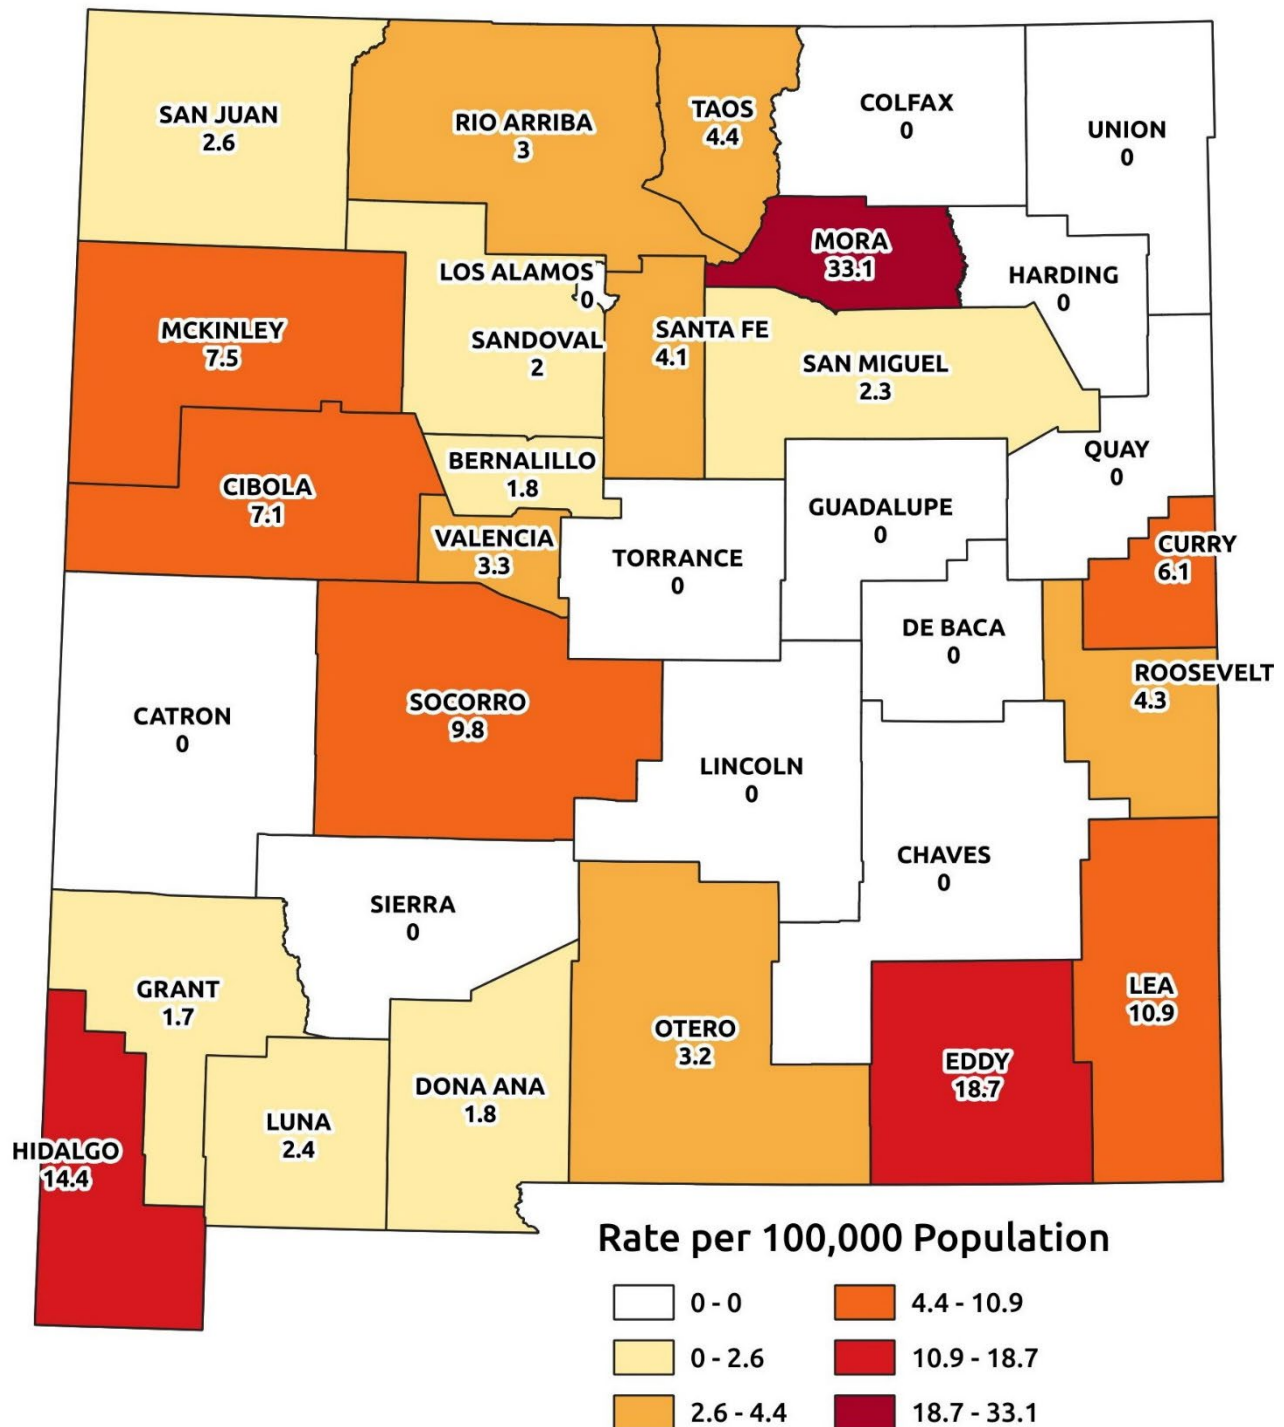 SAN JUAN
2.6
RIO ARRIBA
3
TAOS
4.4
COLFAX
0
UNION
0
MORA
33.1
HARDING
0
LOS ALAMOS
0
MCKINLEY
7.5
SANDOVAL
2
SANTA FE
4.1
SAN MIGUEL
2.3
QUAY
0
BERNALILLO
1.8
CIBOLA
7.1
GUADALUPE
0
VALENCIA
3.3
TORRANCE
0
CURRY
6.1
DE BACA
0
ROOSEVELT
4.3
CATRON
0
SOCORRO
9.8
LINCOLN
0
CHAVES
0
SIERRA
0
GRANT
1.7
LEA
10.9
OTERO
3.2
EDDY
18.7
DONA ANA
1.8
LUNA
2.4
HIDALGO
14.4
Rate per 100,000 Population
0 - 0
0 - 2.6
2.6 - 4.4
4.4 - 10.9
10.9 - 18.7
18.7 - 33.1